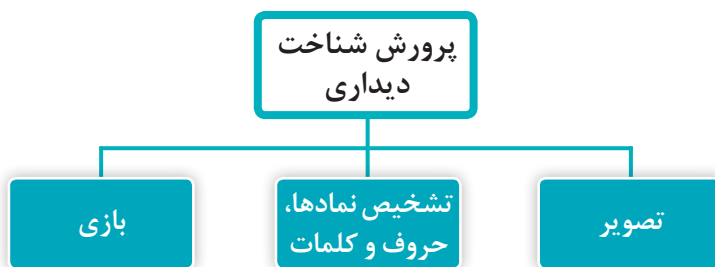 پرورش شناخت
دیداری
تصویر
تشخیص نمادها،
حروف و کلمات
بازی